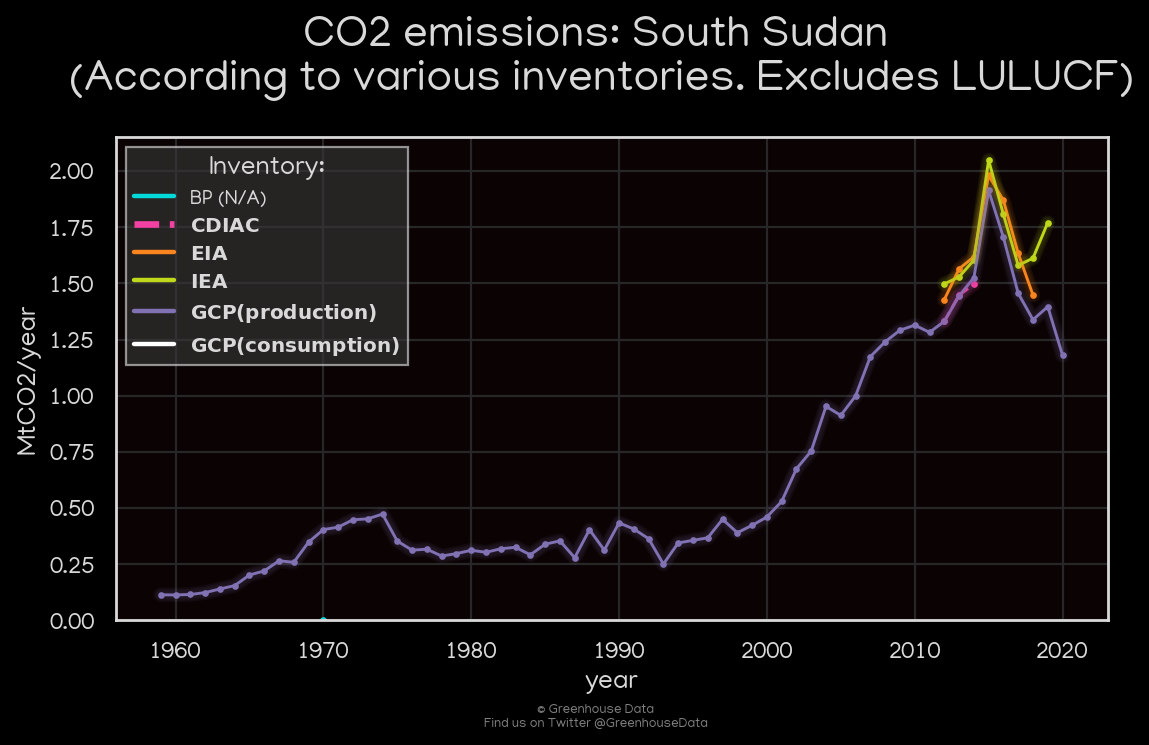 CO2 emissions: South Sudan
(According to various inventories. Excludes LULUCF)
Inventory:
BP (N/A)
CDIAC
EIA
IEA
GCP(production)
GCP(consumption)
MtCO2/year
2.00
1.75
1.50
1.25
1.00
0.75
0.50
0.25
0.00
1960 1970 1980 1990 2000 2010 2020
year
© Greenhouse Data
Find us on Twitter @GreenhouseData